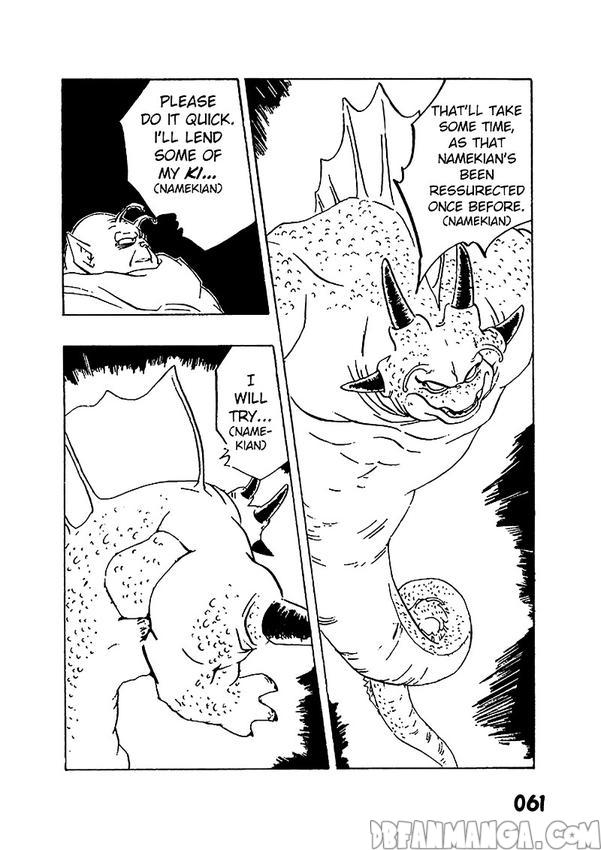 THAT'LL TAKE
SOME TIME,
AS THAT
NAMEKIAN'S
BEEN
RESSURECTED
ONCE BEFORE.
(NAMEKIAN)
PLEASE
DO IT QUICK.
I'LL LEND
SOME OF
MY KI...
(NAMEKIAN)
I
WILL
TRY...
(NAME-
KIAN)
061
DBFANMANGA.COM